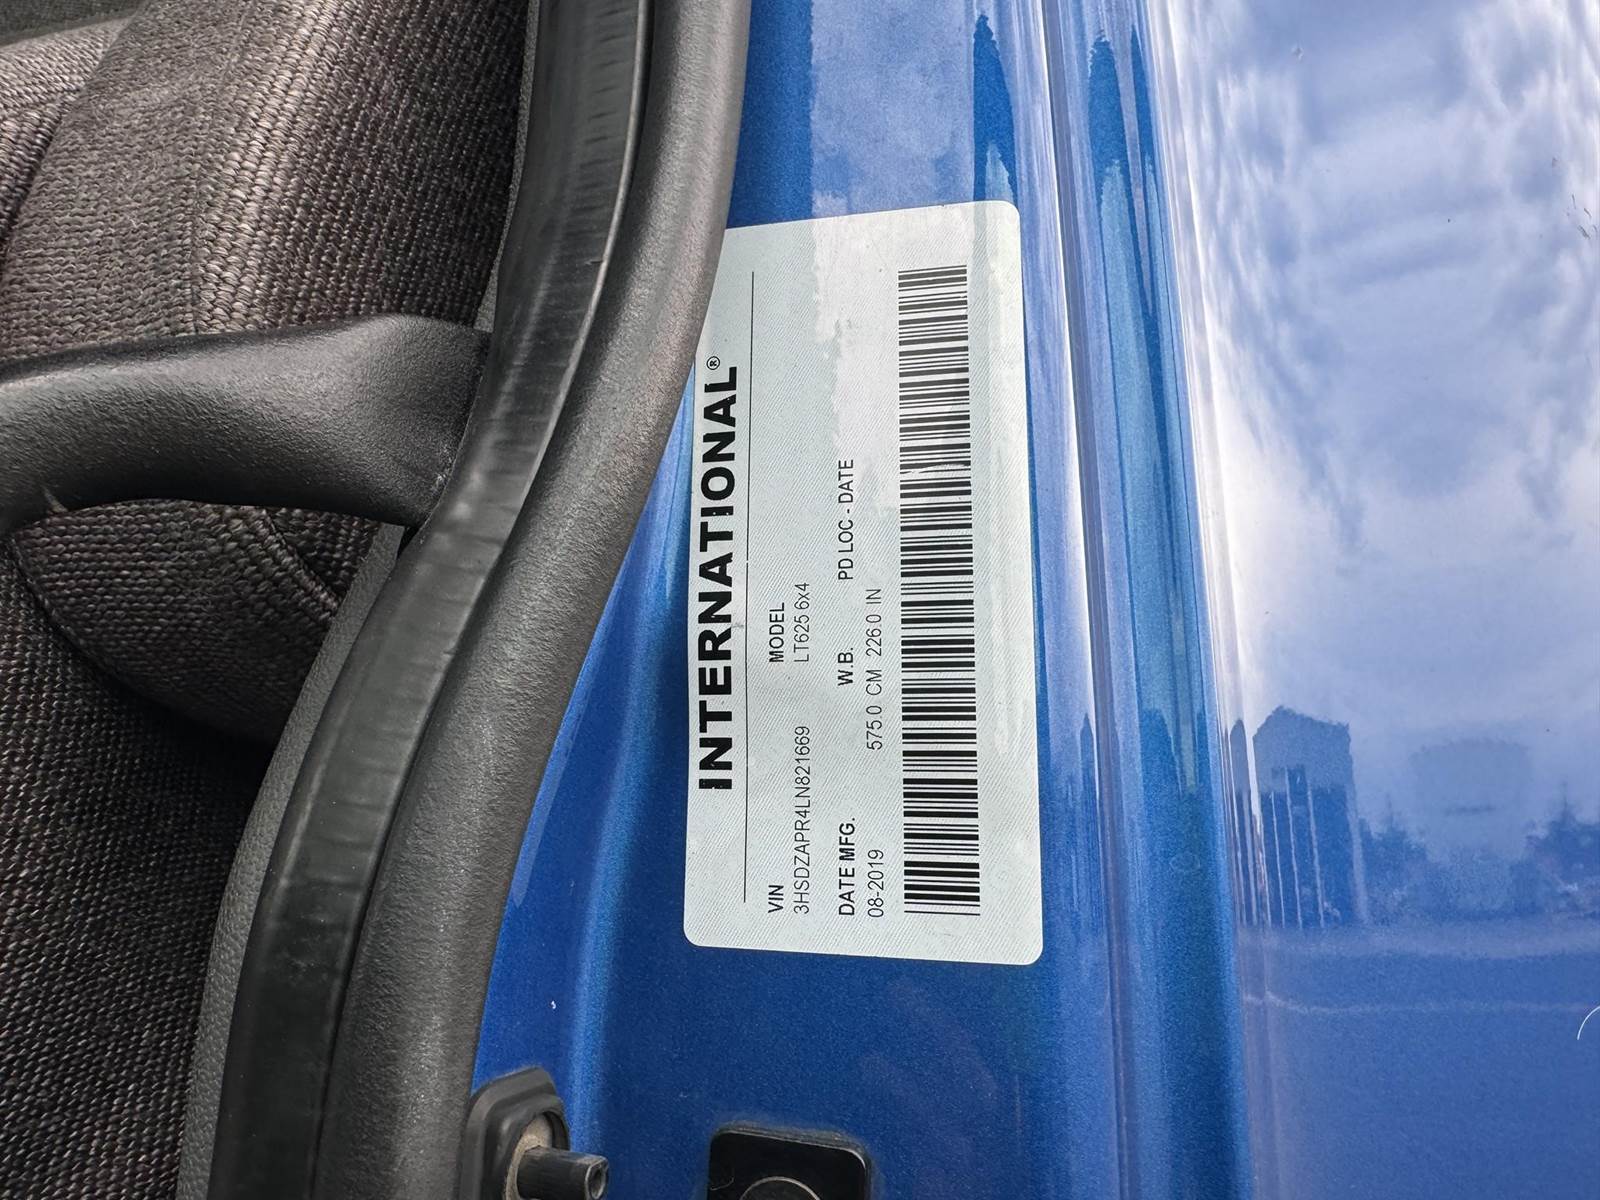 INTERNATIONAL®
VIN MODEL
3HSDZAPR4LN821669 LT625 6x4
DATE MFG. W.B. PD LOC - DATE
08-2019 575.0 CM 226.0 IN